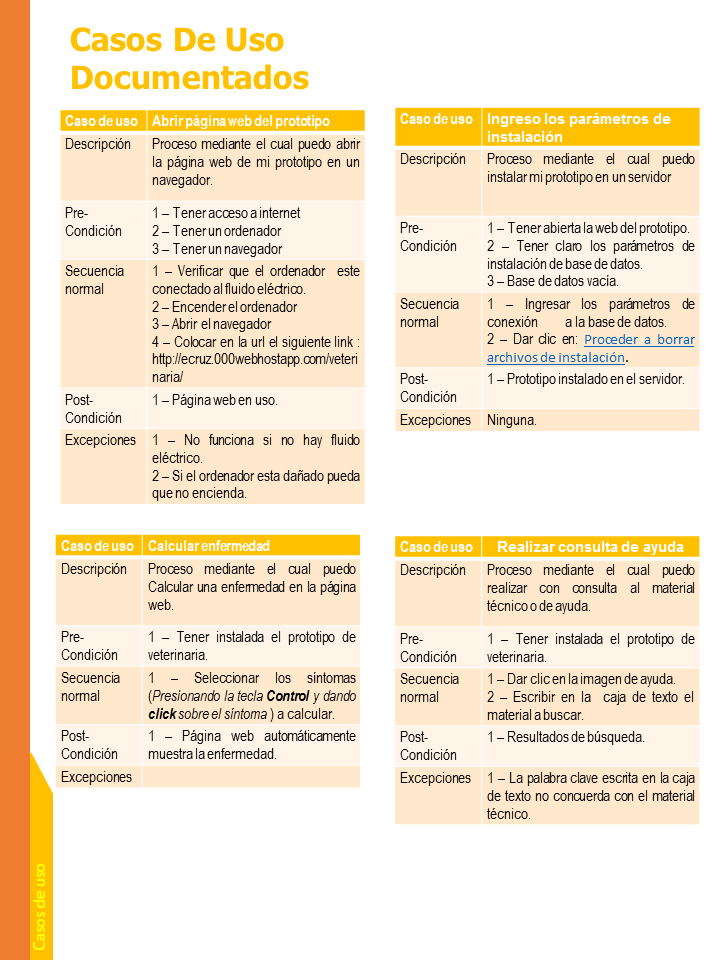 Casos De Uso
Documentados
Caso de uso Abrir página web del prototipo
Descripción Proceso mediante el cual puedo abrir
la página web de mi prototipo en un
navegador.
Pre- 1 – Tener acceso a internet
Condición 2 – Tener un ordenador
3 – Tener un navegador
Secuencia 1 – Verificar que el ordenador este
normal conectado al fluido eléctrico.
2 – Encender el ordenador
3 – Abrir el navegador
4 – Colocar en la url el siguiente link :
http://ecruz.000webhostapp.com/veteri
naria/
Post- 1 – Página web en uso.
Condición
Excepciones 1 – No funciona si no hay fluido
eléctrico.
2 – Si el ordenador esta dañado pueda
que no encienda.
Caso de uso Ingreso los parámetros de
instalación
Descripción Proceso mediante el cual puedo
instalar mi prototipo en un servidor
Pre- 1 – Tener abierta la web del prototipo.
Condición 2 – Tener claro los parámetros de
instalación de base de datos.
3 – Base de datos vacía.
Secuencia 1 – Ingresar los parámetros de
normal conexión a la base de datos.
2 – Dar clic en: Proceder a borrar
archivos de instalación.
Post- 1 – Prototipo instalado en el servidor.
Condición
Excepciones Ninguna.
Caso de uso Calcular enfermedad
Descripción Proceso mediante el cual puedo
Calcular una enfermedad en la página
web.
Pre- 1 – Tener instalada el prototipo de
Condición veterinaria.
Secuencia 1 – Seleccionar los síntomas
normal (Presionando la tecla Control y dando
click sobre el síntoma ) a calcular.
Post- 1 – Página web automáticamente
Condición muestra la enfermedad.
Excepciones
Caso de uso Realizar consulta de ayuda
Descripción Proceso mediante el cual puedo
realizar con consulta al material
técnico o de ayuda.
Pre- 1 – Tener instalada el prototipo de
Condición veterinaria.
Secuencia 1 – Dar clic en la imagen de ayuda.
normal 2 – Escribir en la caja de texto el
material a buscar.
Post- 1 – Resultados de búsqueda.
Condición
Excepciones 1 – La palabra clave escrita en la caja
de texto no concuerda con el material
técnico.
Casos de uso